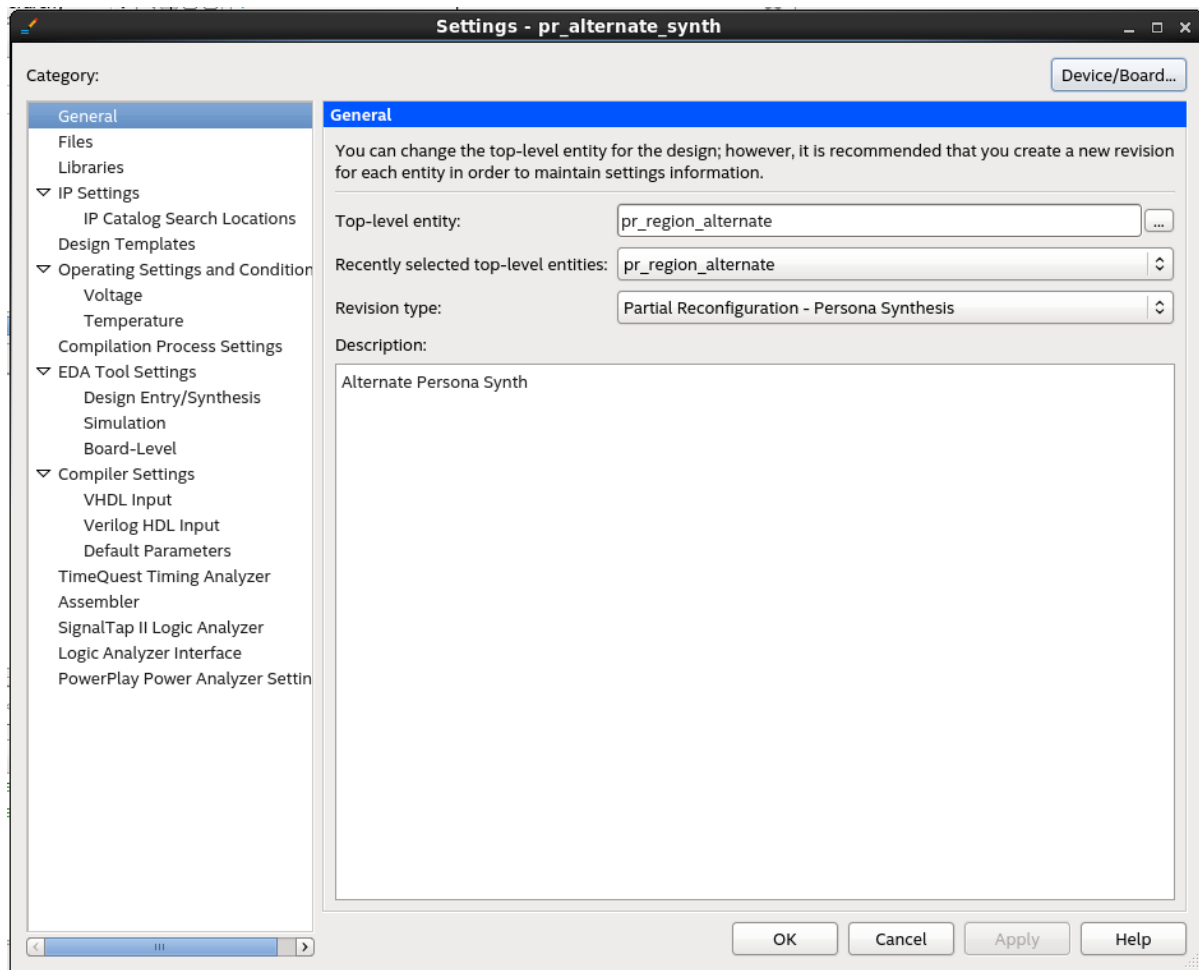 Settings - pr_alternate_synth
Category:
Device/Board...
General
Files
Libraries
IP Settings
IP Catalog Search Locations
Design Templates
Operating Settings and Condition
Voltage
Temperature
Compilation Process Settings
EDA Tool Settings
Design Entry/Synthesis
Simulation
Board-Level
Compiler Settings
VHDL Input
Verilog HDL Input
Default Parameters
TimeQuest Timing Analyzer
Assembler
SignalTap II Logic Analyzer
Logic Analyzer Interface
PowerPlay Power Analyzer Settin
General
You can change the top-level entity for the design; however, it is recommended that you create a new revision
for each entity in order to maintain settings information.
Top-level entity: pr_region_alternate ...
Recently selected top-level entities: pr_region_alternate
Revision type: Partial Reconfiguration - Persona Synthesis
Description:
Alternate Persona Synth
OK Cancel Apply Help